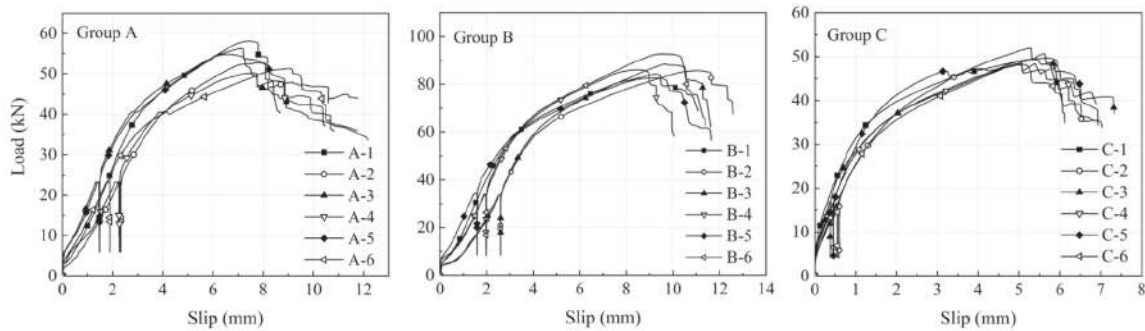 Group A
60
50
40
30
20
10
0
Load (kN)
A-1
A-2
A-3
A-4
A-5
A-6
0 2 4 6 8 10 12 14
Slip (mm)
Group B
100
80
60
40
20
0
B-1
B-2
B-3
B-4
B-5
B-6
0 2 4 6 8 10 12 14
Slip (mm)
Group C
60
50
40
30
20
10
0
C-1
C-2
C-3
C-4
C-5
C-6
0 1 2 3 4 5 6 7 8
Slip (mm)